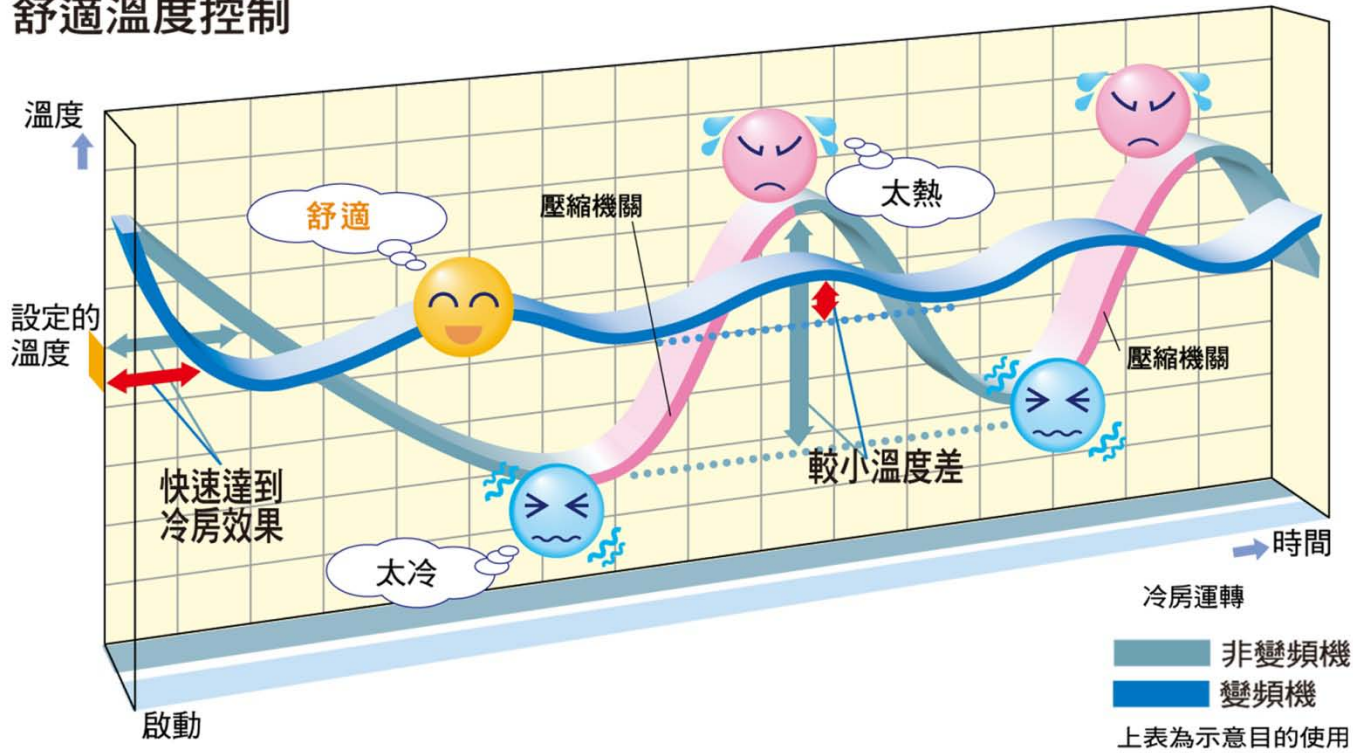 舒適溫度控制
溫度
舒適
壓縮機關
太熱
設定的
溫度
壓縮機關
快速達到
冷房效果
較小溫度差
太冷
時間
冷房運轉
非變頻機
變頻機
啟動
上表為示意目的使用